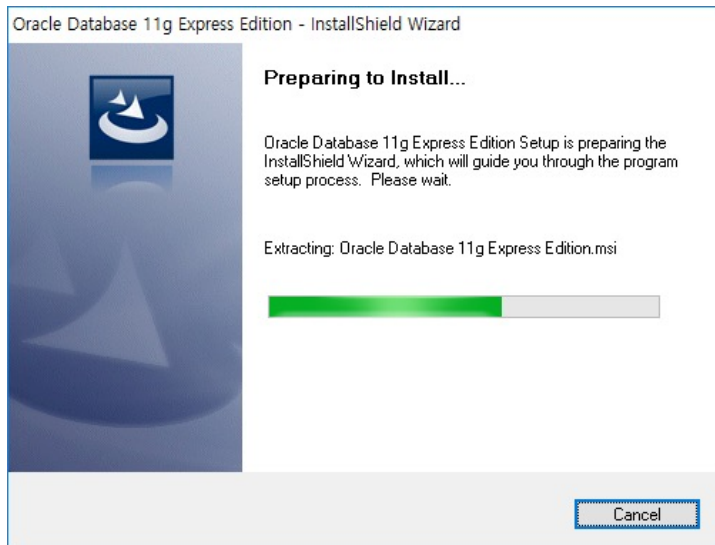 Oracle Database 11g Express Edition - InstallShield Wizard
Preparing to Install...
Oracle Database 11g Express Edition Setup is preparing the
InstallShield Wizard, which will guide you through the program
setup process. Please wait.
Extracting: Oracle Database 11g Express Edition.msi
Cancel